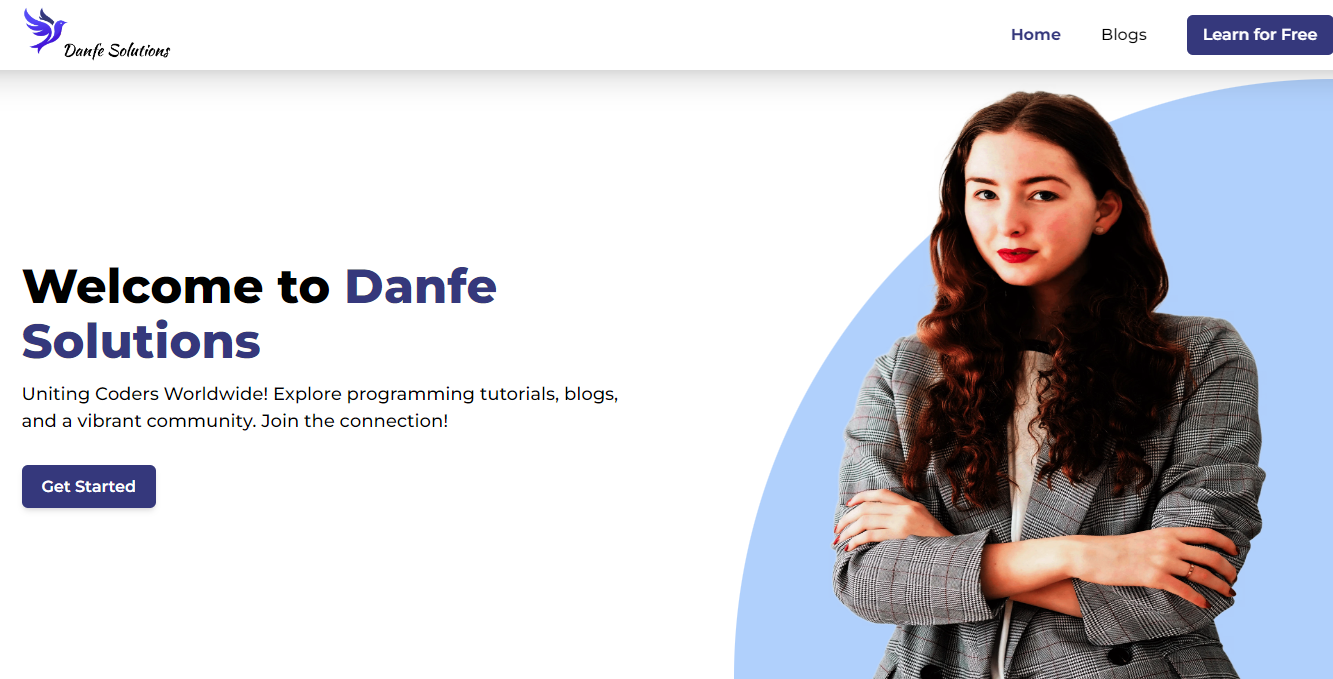 Danfe Solutions
Home
Blogs
Learn for Free
Welcome to Danfe
Solutions
Uniting Coders Worldwide! Explore programming tutorials, blogs,
and a vibrant community. Join the connection!
Get Started